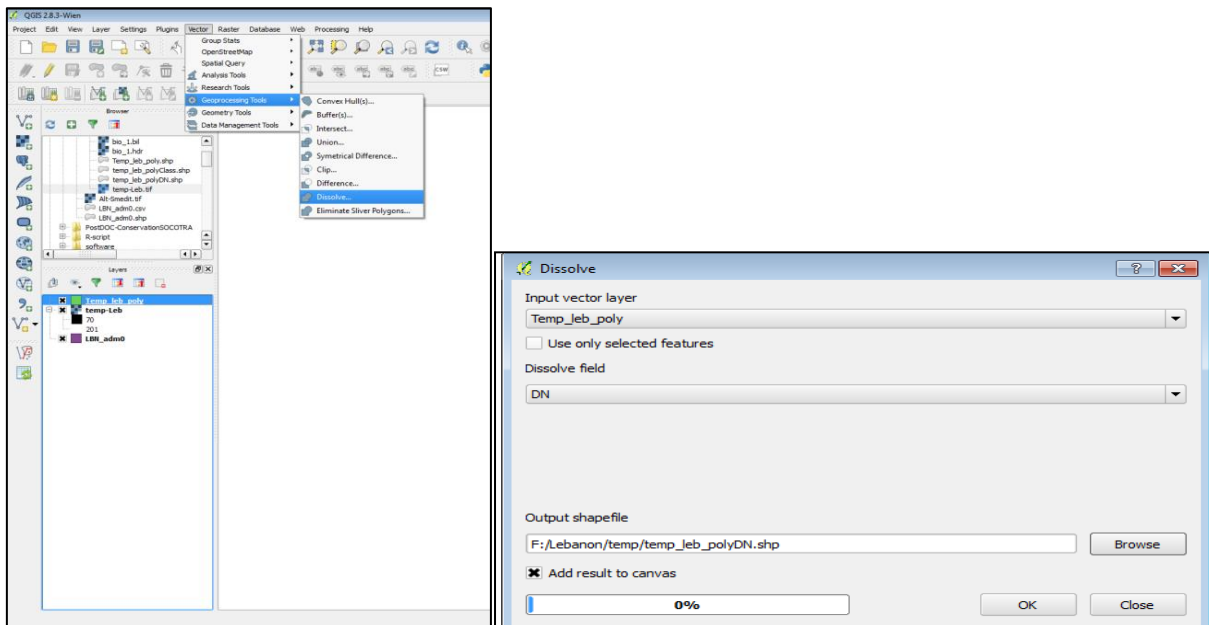 QGIS 2.8.3-Wien
Project Edit View Layer Settings Plugins Vector Raster Database Web Processing Help
Group Stats
OpenStreetMap
Spatial Query
Analysis Tools
Research Tools
Geoprocessing Tools
Geometry Tools
Data Management Tools
Convex Hull(s)...
Buffer(s)...
Intersect...
Union...
Symetrical Difference...
Clip...
Difference...
Dissolve...
Eliminate Sliver Polygons...
CSW
Browser
bio_1.bil
bio_1.hdr
Temp_leb_poly.shp
temp_leb_polyClass.shp
temp_leb_polyDN.shp
temp-Leb.tif
Alt-Smedit.tif
LBN_adm0.csv
LBN_adm0.shp
PostDOC-ConservationSOCOTRA
R-script
software
Layers
Temp_leb_poly
temp-Leb
70
201
LBN_adm0
Dissolve
Input vector layer
Temp_leb_poly
Use only selected features
Dissolve field
DN
Output shapefile
F:/Lebanon/temp/temp_leb_polyDN.shp
Browse
Add result to canvas
0%
OK
Close